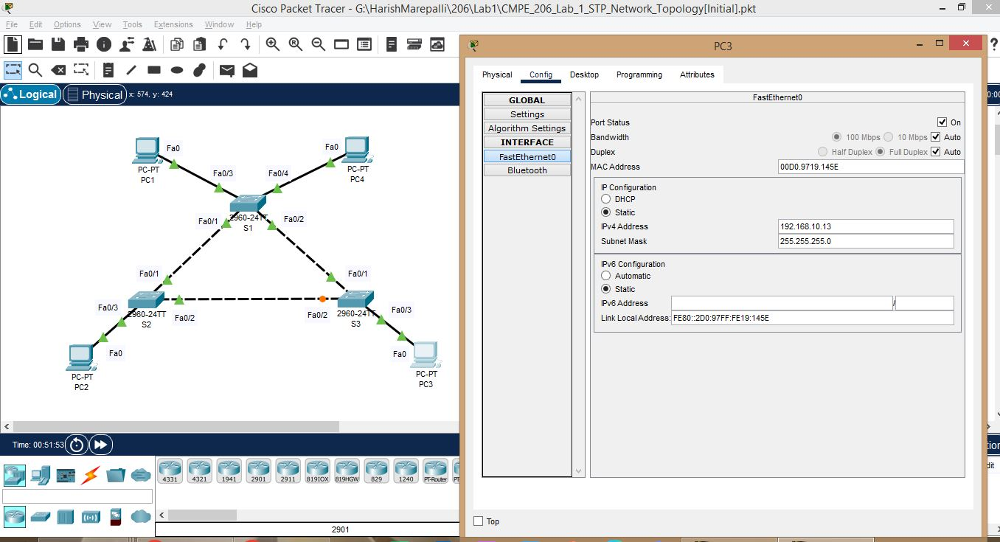 Cisco Packet Tracer - G:\HarishMarepalli\206\Lab1\CMPE_206_Lab_1_STP_Network_Topology[Initial].pkt
File Edit Options View Tools Extensions Window Help
Logical Physical x: 574, y: 424
Fa0
PC-PT
PC1
Fa0
PC-PT
PC4
Fa0/3
Fa0/4
Fa0/1
2960-24TT
S1
Fa0/2
Fa0/1
Fa0/1
Fa0/3
2960-24TT
S2
Fa0/2
Fa0/2
2960-24TT
S3
Fa0/3
Fa0
PC-PT
PC2
Fa0
PC-PT
PC3
Time: 00:51:53
4331 4321 1941 2901 2911 819IOX 819HGW 829 1240 PT-Router PT
2901
PC3
Physical Config Desktop Programming Attributes
GLOBAL
Settings
Algorithm Settings
INTERFACE
FastEthernet0
Bluetooth
FastEthernet0
Port Status On
Bandwidth 100 Mbps 10 Mbps Auto
Duplex Half Duplex Full Duplex Auto
MAC Address 00D0.9719.145E
IP Configuration
DHCP
Static
IPv4 Address 192.168.10.13
Subnet Mask 255.255.255.0
IPv6 Configuration
Automatic
Static
IPv6 Address /
Link Local Address: FE80::2D0:97FF:FE19:145E
Top